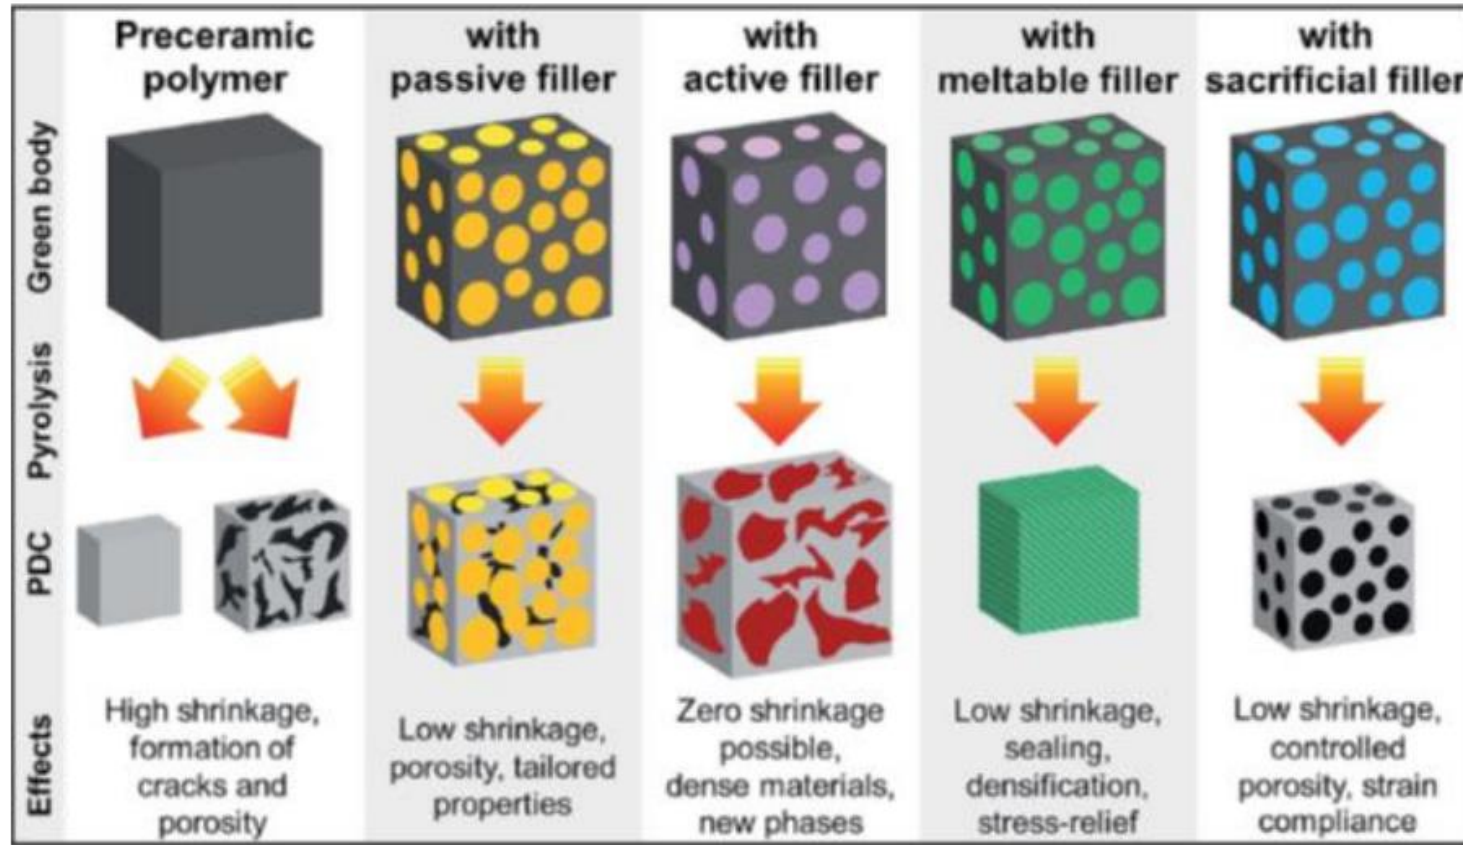 Preceramic
polymer
with
passive filler
with
active filler
with
meltable filler
with
sacrificial filler
Green body
Pyrolysis
PDC
Effects
High shrinkage,
formation of
cracks and
porosity
Low shrinkage,
porosity, tailored
properties
Zero shrinkage
possible,
dense materials,
new phases
Low shrinkage,
sealing,
densification,
stress-relief
Low shrinkage,
controlled
porosity, strain
compliance